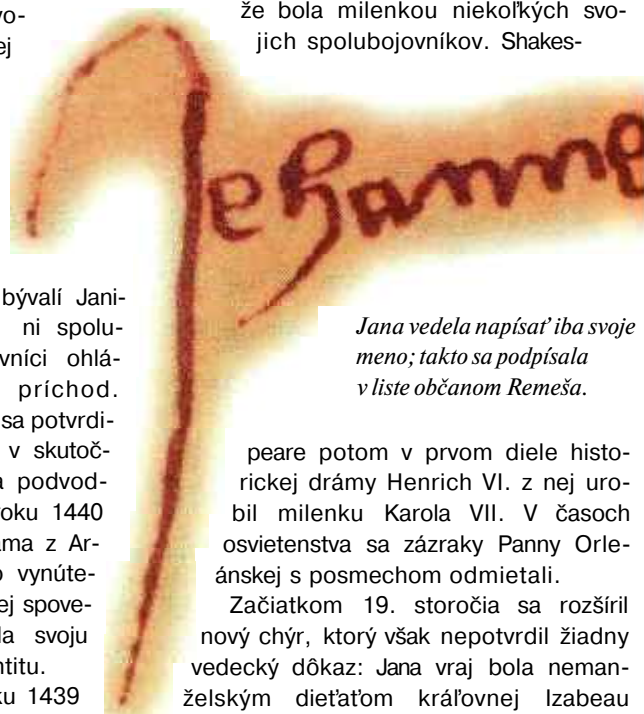 vo-
ej
bývalí Jani-
ni spolu-
vníci ohlá-
príchod.
sa potvrdi-
v skutoč-
a podvod-
oku 1440
ama z Ar-
o vynúte-
ej spove-
la svoju
ntitu.
ku 1439
že bola milenkou niekoľkých svo-
jich spolubojovníkov. Shakes-
Jehanne
Jana vedela napísať iba svoje
meno; takto sa podpísala
v liste občanom Remeša.
peare potom v prvom diele histo-
rickej drámy Henrich VI. z nej uro-
bil milenku Karola VII. V časoch
osvietenstva sa zázraky Panny Orle-
ánskej s posmechom odmietali.
Začiatkom 19. storočia sa rozšíril
nový chýr, ktorý však nepotvrdil žiadny
vedecký dôkaz: Jana vraj bola neman-
želským dieťaťom kráľovnej Izabeau